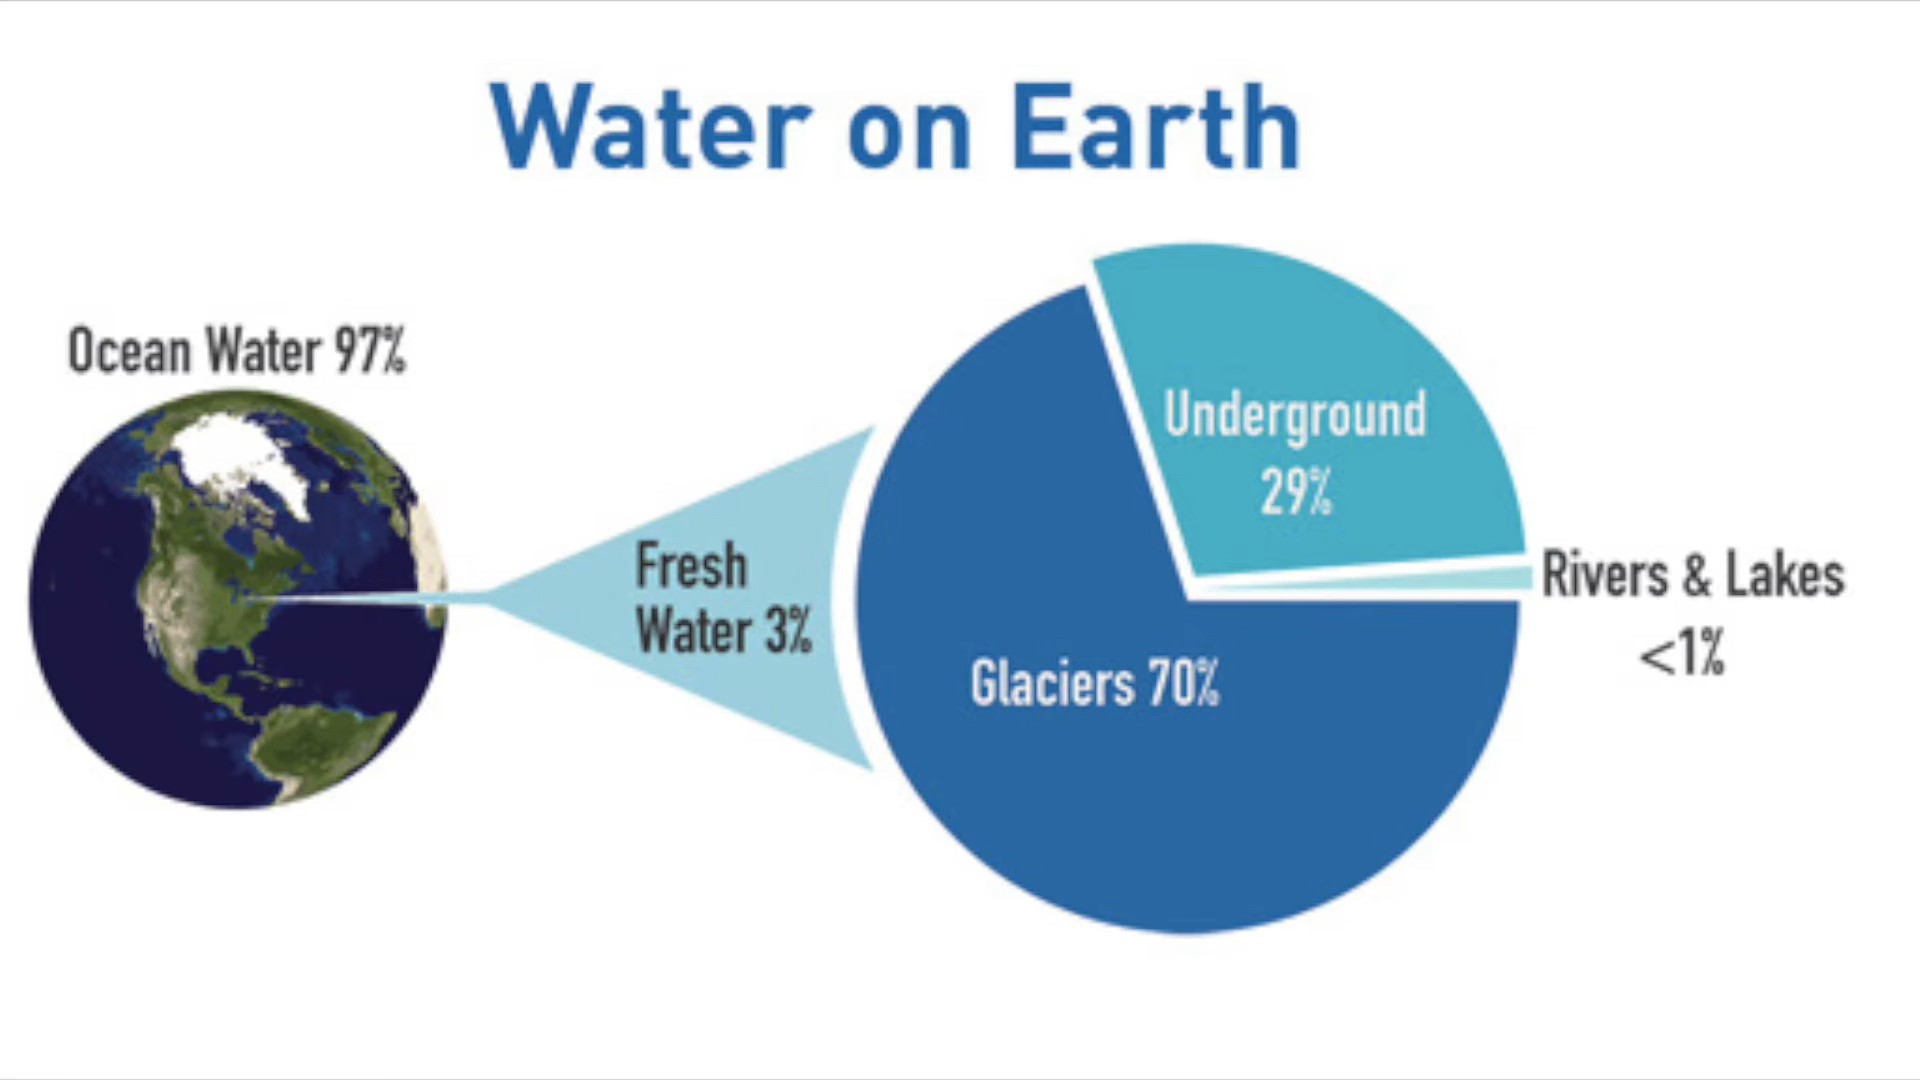 Water on Earth
Ocean Water 97%
Fresh
Water 3%
Glaciers 70%
Underground
29%
Rivers & Lakes
<1%